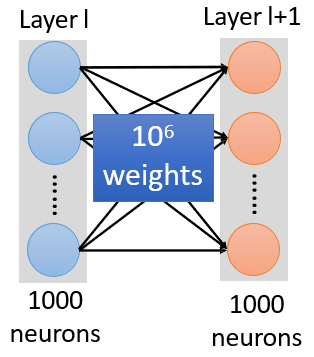 Layer l
Layer l+1
10⁶
weights
1000
neurons
1000
neurons